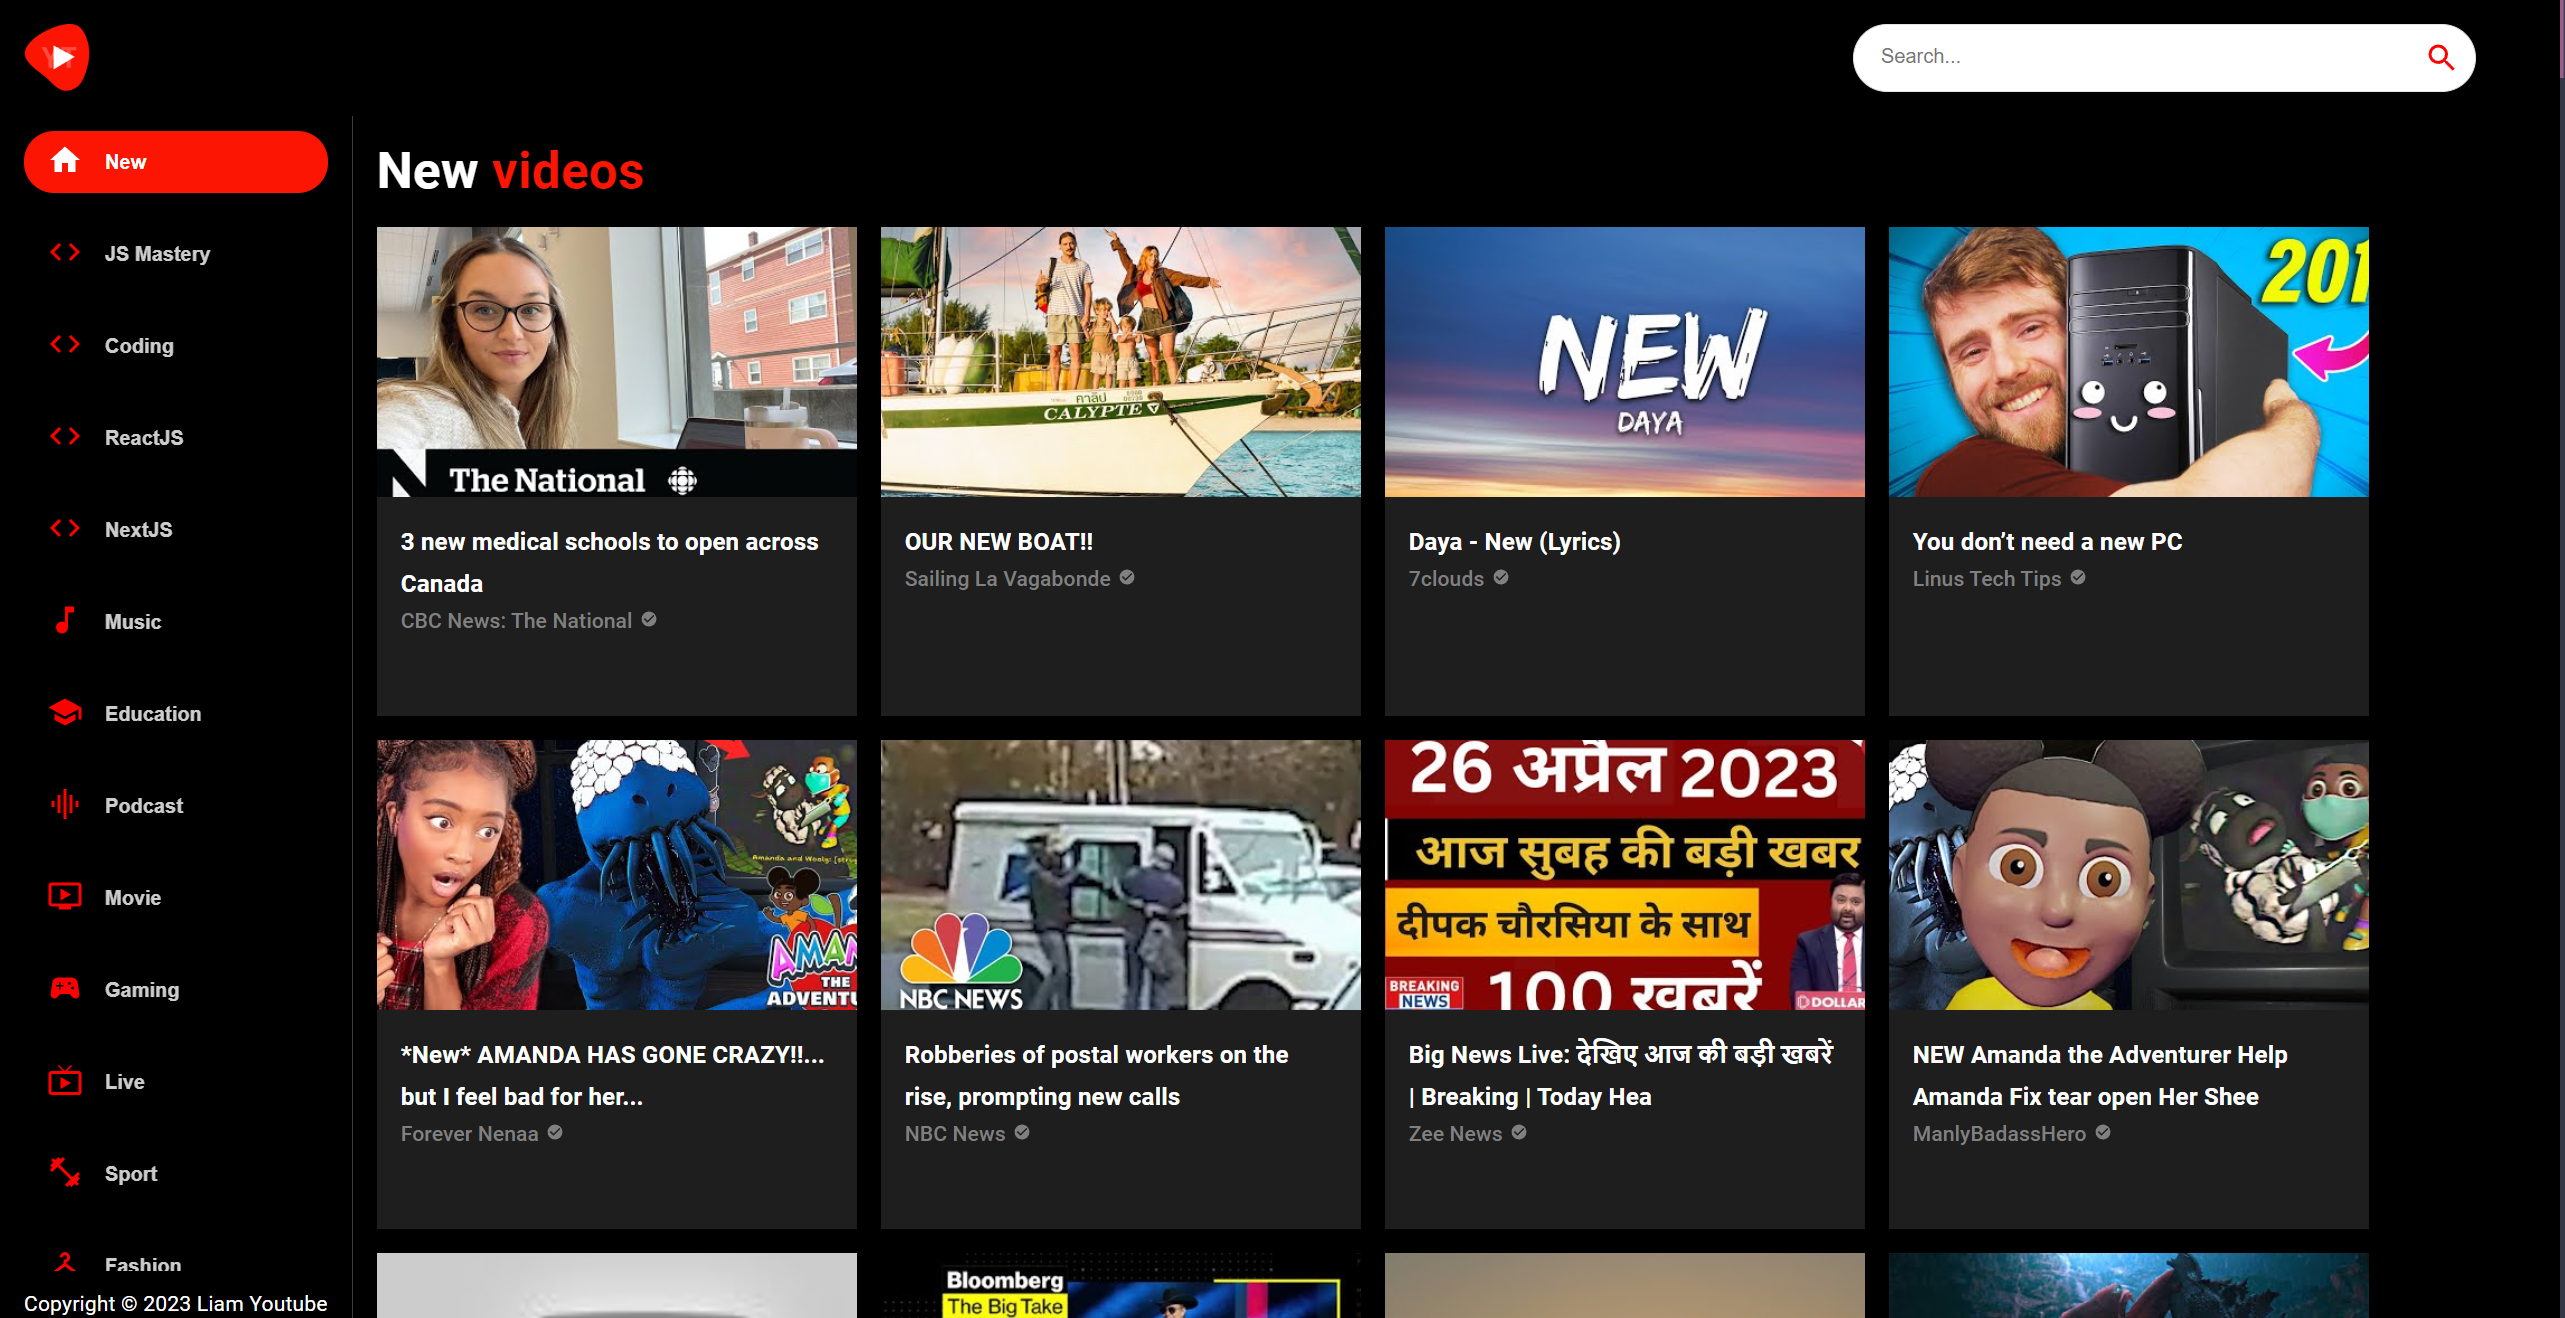 YT
Search...
New
JS Mastery
Coding
ReactJS
NextJS
Music
Education
Podcast
Movie
Gaming
Live
Sport
Fashion
Copyright © 2023 Liam Youtube
New videos
The National
3 new medical schools to open across
Canada
CBC News: The National
CALYPTE
OUR NEW BOAT!!
Sailing La Vagabonde
NEW
DAYA
Daya - New (Lyrics)
7clouds
201
You don’t need a new PC
Linus Tech Tips
Amanda and Wooly:
AMAN
THE
ADVENTU
*New* AMANDA HAS GONE CRAZY!!...
but I feel bad for her...
Forever Nenaa
NBC NEWS
Robberies of postal workers on the
rise, prompting new calls
NBC News
26 अप्रैल 2023
आज सुबह की बड़ी खबर
दीपक चौरसिया के साथ
BREAKING
NEWS
100 खबरें
DOLLAR
Big News Live: देखिए आज की बड़ी खबरें
| Breaking | Today Hea
Zee News
NEW Amanda the Adventurer Help
Amanda Fix tear open Her Shee
ManlyBadassHero
Bloomberg
The Big Take